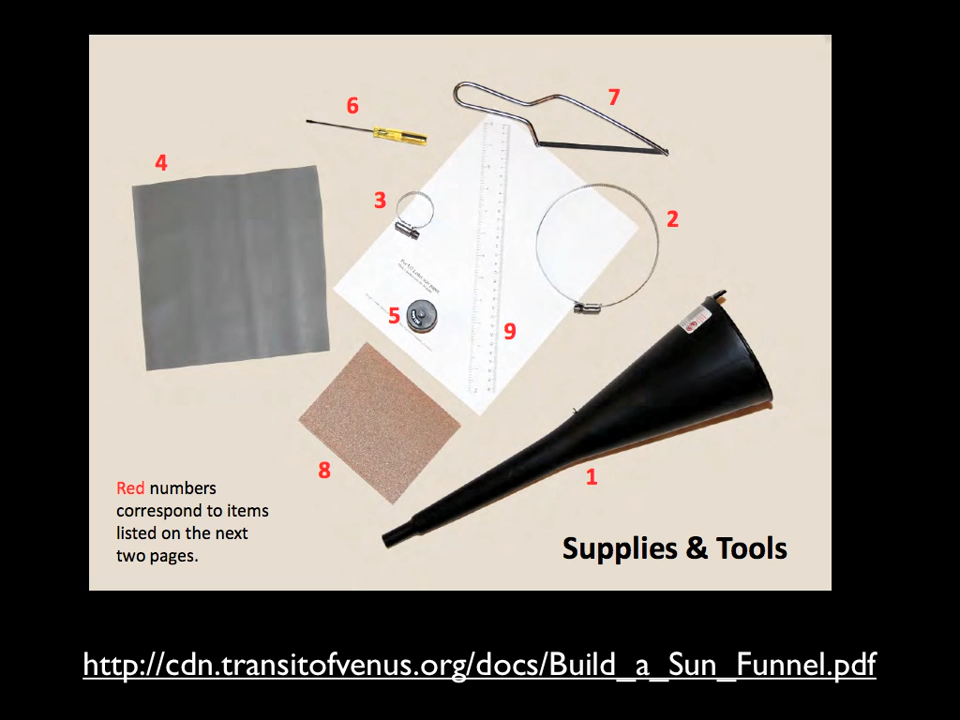 6
7
4
3
2
5
9
8
1
Red numbers
correspond to items
listed on the next
two pages.
Supplies & Tools
http://cdn.transitofvenus.org/docs/Build_a_Sun_Funnel.pdf